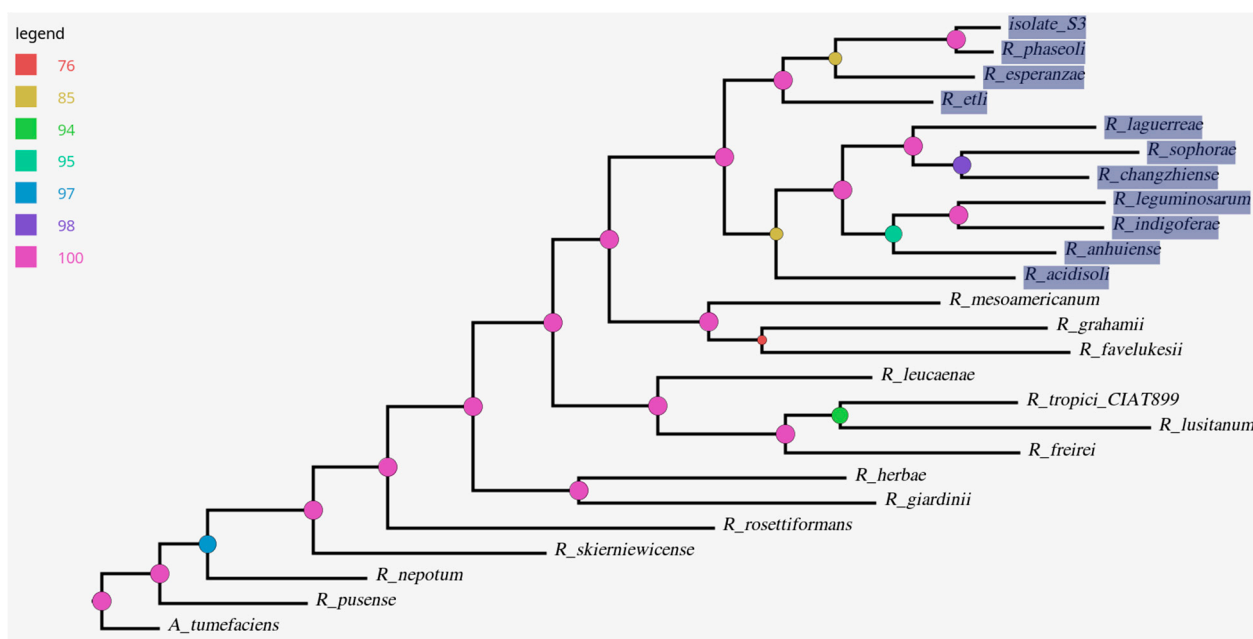 legend
76
85
94
95
97
98
100
isolate_S3
R_phaseoli
R_esperanzae
R_etli
R_laguerreae
R_sophorae
R_changzhiense
R_leguminosarum
R_indigoferae
R_anhuiense
R_acidisoli
R_mesoamericanum
R_grahamii
R_favelukesii
R_leucaenae
R_tropici_CIAT899
R_lusitanum
R_freirei
R_herbae
R_giardinii
R_rosettiformans
R_skierniewicense
R_nepotum
R_pusense
A_tumefaciens